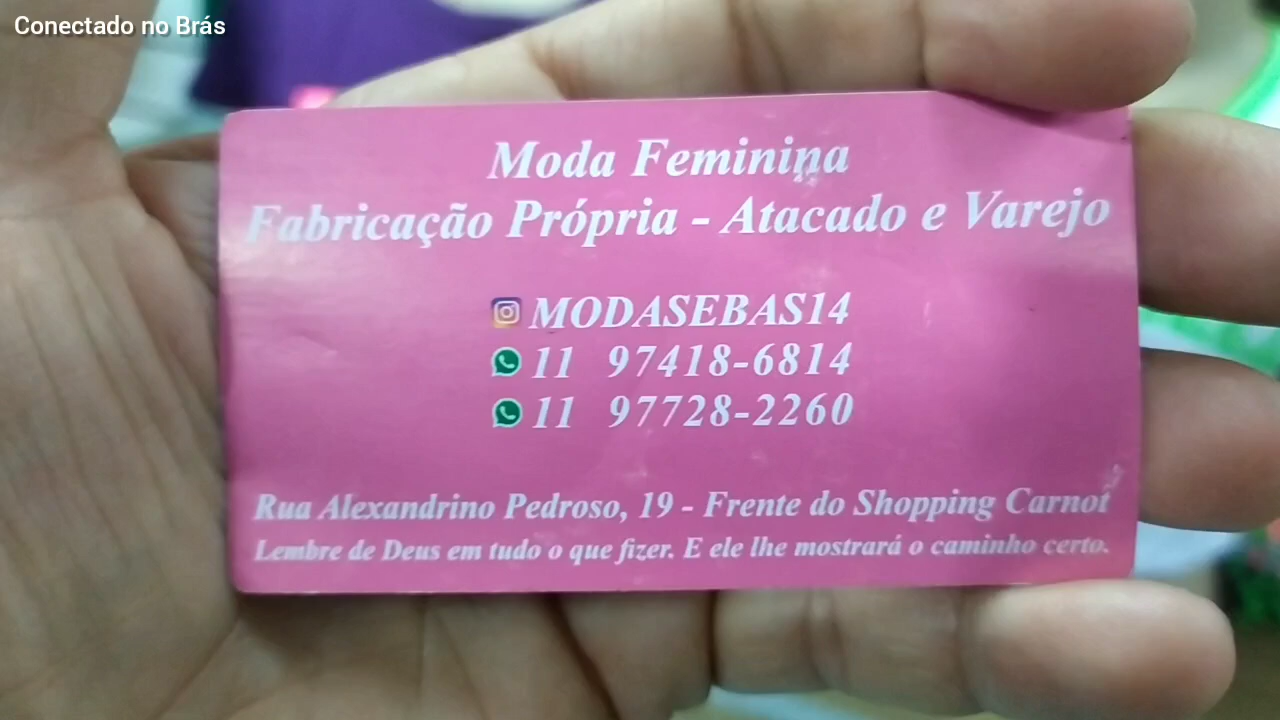 Conectado no Brás
Moda Feminina
Fabricação Própria - Atacado e Varejo
MODASEBAS14
11 97418-6814
11 97728-2260
Rua Alexandrino Pedroso, 19 - Frente do Shopping Carnot
Lembre de Deus em tudo o que fizer. E ele lhe mostrará o caminho certo.